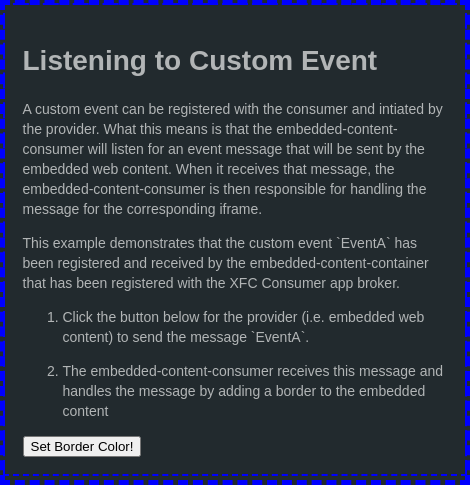 Listening to Custom Event
A custom event can be registered with the consumer and intiated by
the provider. What this means is that the embedded-content-
consumer will listen for an event message that will be sent by the
embedded web content. When it receives that message, the
embedded-content-consumer is then responsible for handling the
message for the corresponding iframe.
This example demonstrates that the custom event `EventA` has
been registered and received by the embedded-content-container
that has been registered with the XFC Consumer app broker.
1. Click the button below for the provider (i.e. embedded web
content) to send the message `EventA`.
2. The embedded-content-consumer receives this message and
handles the message by adding a border to the embedded
content
Set Border Color!